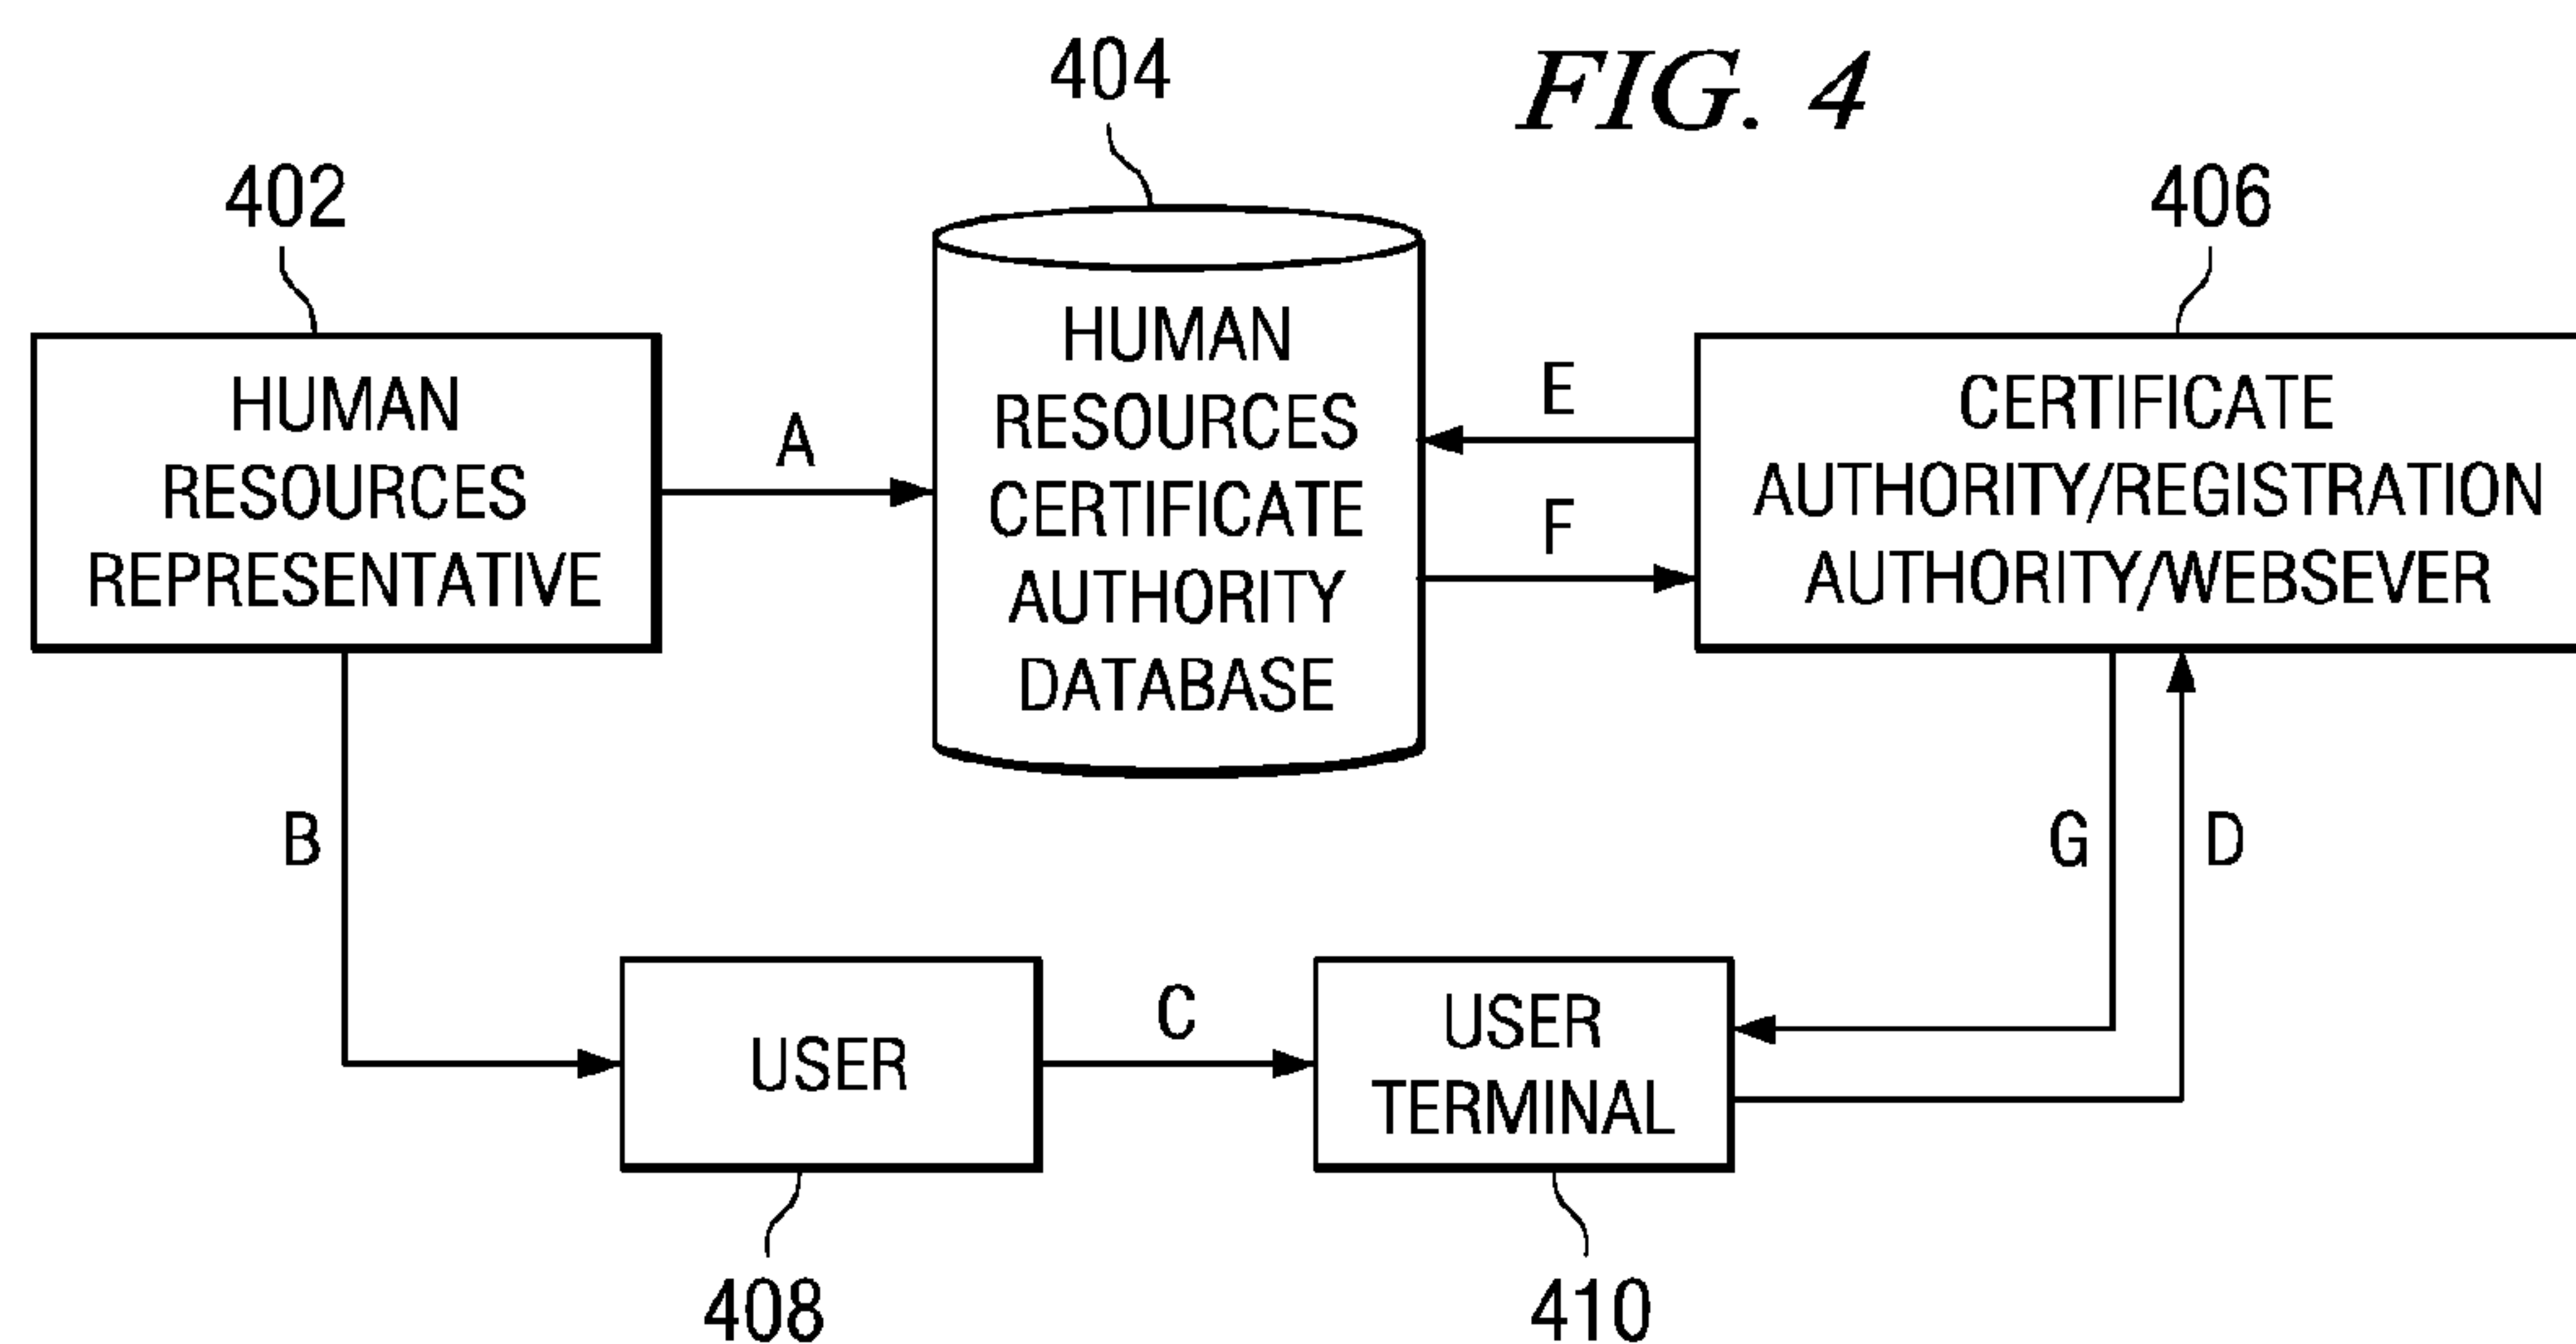 FIG. 4
402
404
406
HUMAN
RESOURCES
REPRESENTATIVE
A
HUMAN
RESOURCES
CERTIFICATE
AUTHORITY
DATABASE
E
F
CERTIFICATE
AUTHORITY/REGISTRATION
AUTHORITY/WEBSEVER
B
G
D
USER
C
USER
TERMINAL
408
410